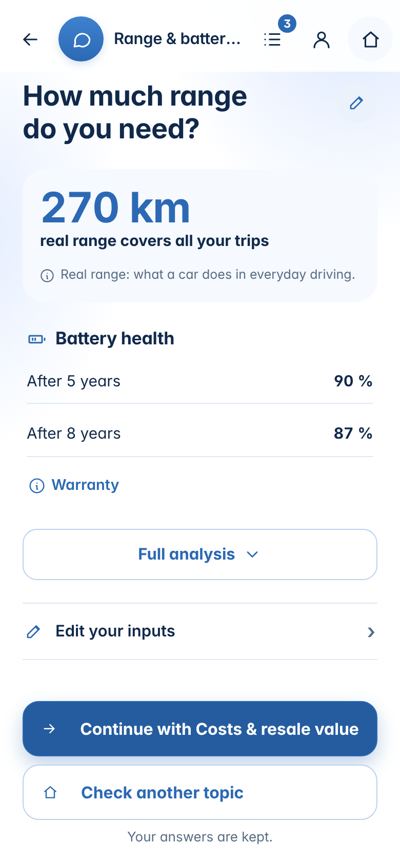 Range & batter...
3
How much range
do you need?
270 km
real range covers all your trips
Real range: what a car does in everyday driving.
Battery health
After 5 years 90 %
After 8 years 87 %
Warranty
Full analysis
Edit your inputs
Continue with Costs & resale value
Check another topic
Your answers are kept.